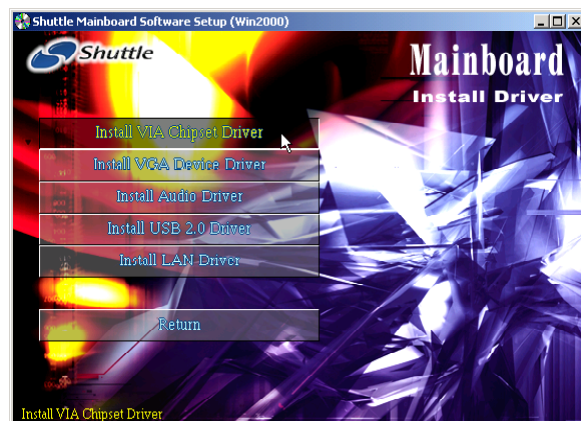 Shuttle Mainboard Software Setup (Win2000)
Shuttle
Mainboard
Install Driver
Install VIA Chipset Driver
Install VGA Device Driver
Install Audio Driver
Install USB 2.0 Driver
Install LAN Driver
Return
Install VIA Chipset Driver